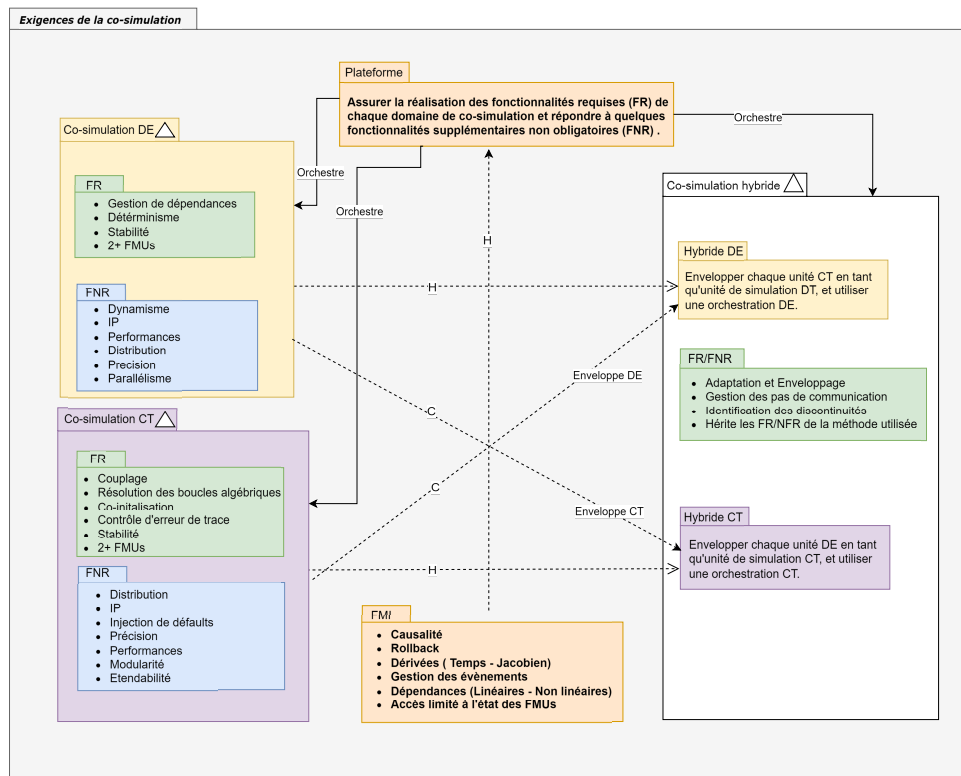 Exigences de la co-simulation
Plateforme
Assurer la réalisation des fonctionnalités requises (FR) de
chaque domaine de co-simulation et répondre à quelques
fonctionnalités supplémentaires non obligatoires (FNR) .
Orchestre
Orchestre
Orchestre
Co-simulation DE
FR
Gestion de dépendances
Détérminisme
Stabilité
2+ FMUs
FNR
Dynamisme
IP
Performances
Distribution
Precision
Parallélisme
Co-simulation CT
FR
Couplage
Résolution des boucles algébriques
Co-initalisation
Contrôle d'erreur de trace
Stabilité
2+ FMUs
FNR
Distribution
IP
Injection de défauts
Précision
Performances
Modularité
Etendabilité
H
H
C
C
H
Enveloppe DE
Enveloppe CT
FMI
Causalité
Rollback
Dérivées ( Temps - Jacobien)
Gestion des évènements
Dépendances (Linéaires - Non linéaires)
Accès limité à l'état des FMUs
Co-simulation hybride
Hybride DE
Envelopper chaque unité CT en tant
qu'unité de simulation DT, et utiliser
une orchestration DE.
FR/FNR
Adaptation et Enveloppage
Gestion des pas de communication
Identification des discontinuités
Hérite les FR/NFR de la méthode utilisée
Hybride CT
Envelopper chaque unité DE en tant
qu'unité de simulation CT, et utiliser
une orchestration CT.